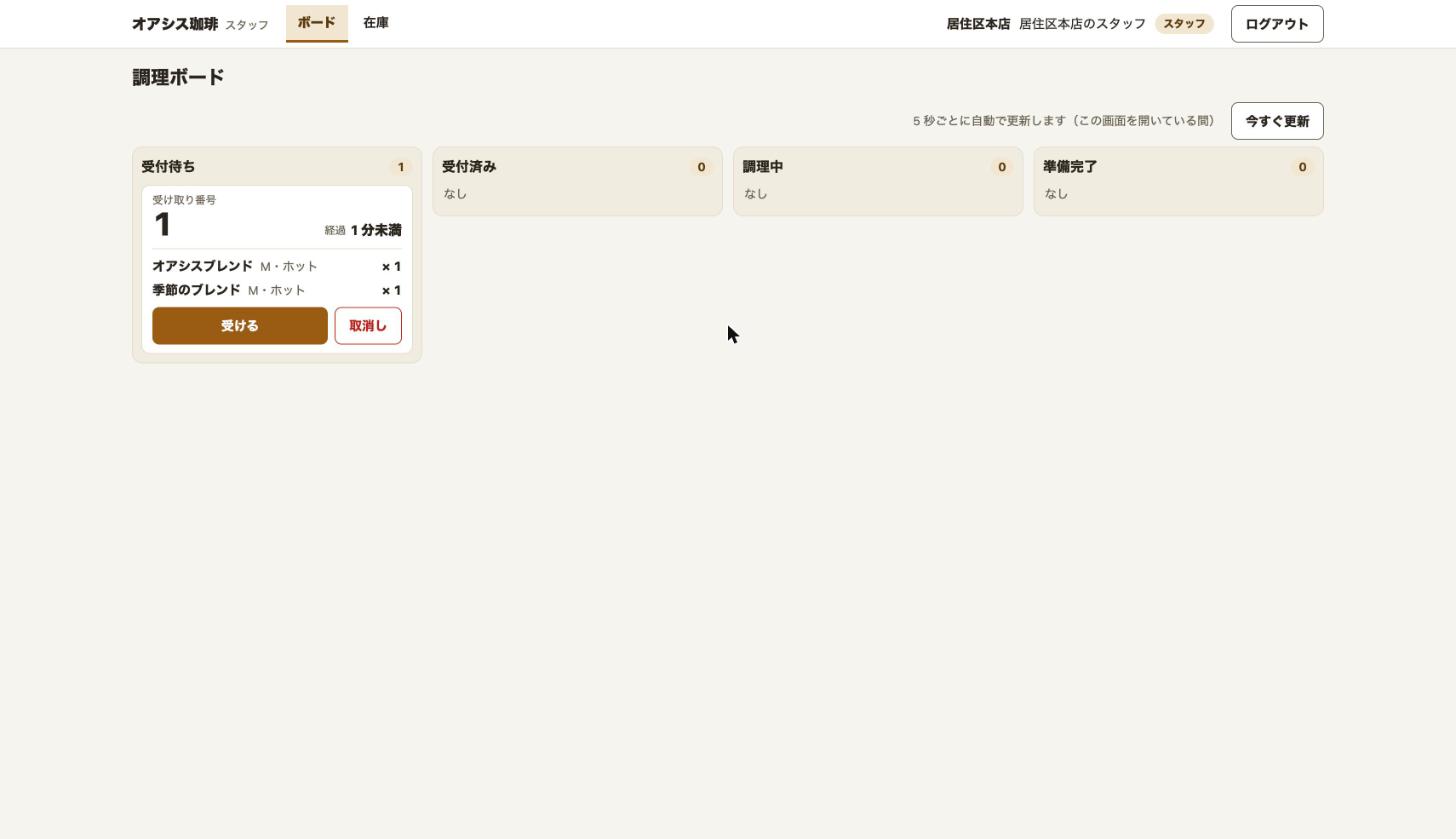 オアシス珈琲 スタッフ ボード 在庫 居住区本店 居住区本店のスタッフ スタッフ ログアウト
調理ボード
5 秒ごとに自動で更新します（この画面を開いている間） 今すぐ更新
受付待ち 1
受け取り番号
1 経過 1 分未満
オアシスブレンド M・ホット × 1
季節のブレンド M・ホット × 1
受ける 取消し
受付済み 0
なし
調理中 0
なし
準備完了 0
なし